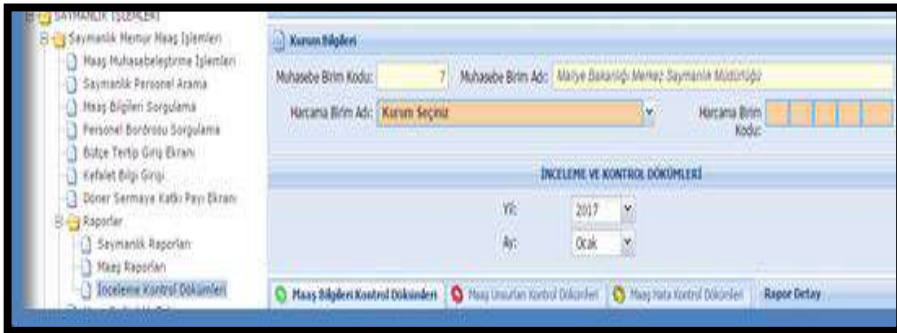 SAYMANLIK İŞLEMLERİ
Saymanlık Memur Maaş İşlemleri
Maaş Muhasebeleştirme İşlemleri
Saymanlık Personel Arama
Maaş Bilgileri Sorgulama
Personel Bordrosu Sorgulama
Bütçe Tertip Giriş Ekranı
Kefalet Bilgi Girişi
Döner Sermaye Katkı Payı Ekranı
Raporlar
Saymanlık Raporları
Maaş Raporları
İnceleme Kontrol Dökümleri
Kurum Bilgileri
Muhasebe Birim Kodu: 7 Muhasebe Birim Adı: Maliye Bakanlığı Merkez Saymanlık Müdürlüğü
Harcama Birim Adı: Kurum Seçiniz Harcama Birim
Kodu:
İNCELEME VE KONTROL DÖKÜMLERİ
Yıl: 2017
Ay: Ocak
Maaş Bilgileri Kontrol Dökümleri Maaş Unsurları Kontrol Dökümleri Maaş Hata Kontrol Dökümleri Rapor Detay